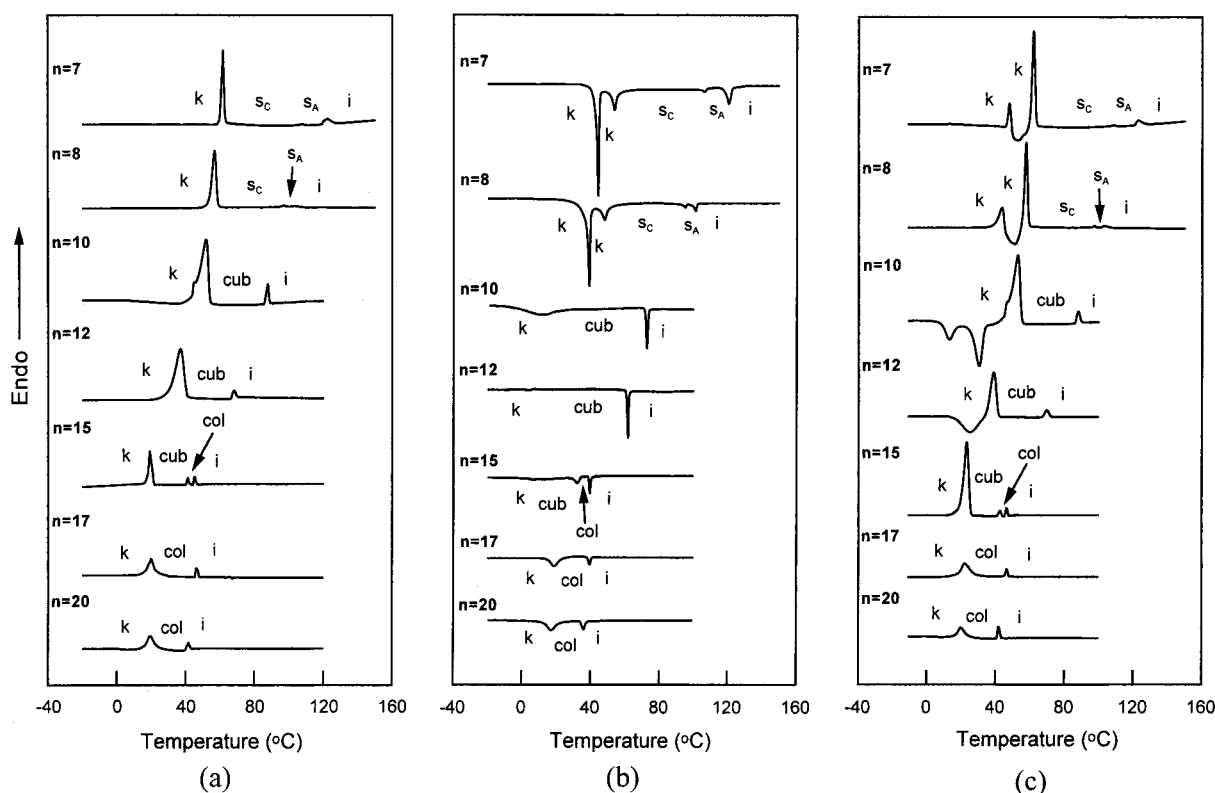 Endo
n=7
k
s_C
s_A
i
n=8
s_A
k
s_C
i
n=10
k
cub
i
n=12
k
cub
i
n=15
col
k
cub
i
n=17
k
col
i
n=20
k
col
i
-40 0 40 80 120 160
Temperature (°C)
(a)
n=7
k
k
s_C
s_A
i
n=8
k
k
s_C
s_A
i
n=10
k
cub
i
n=12
k
cub
i
n=15
k
cub
col
i
n=17
k
col
i
n=20
k
col
i
-40 0 40 80 120 160
Temperature (°C)
(b)
n=7
k
k
s_C
s_A
i
n=8
s_A
k
k
s_C
i
n=10
k
cub
i
n=12
k
cub
i
n=15
col
k
cub
i
n=17
k
col
i
n=20
k
col
i
-40 0 40 80 120 160
Temperature (°C)
(c)